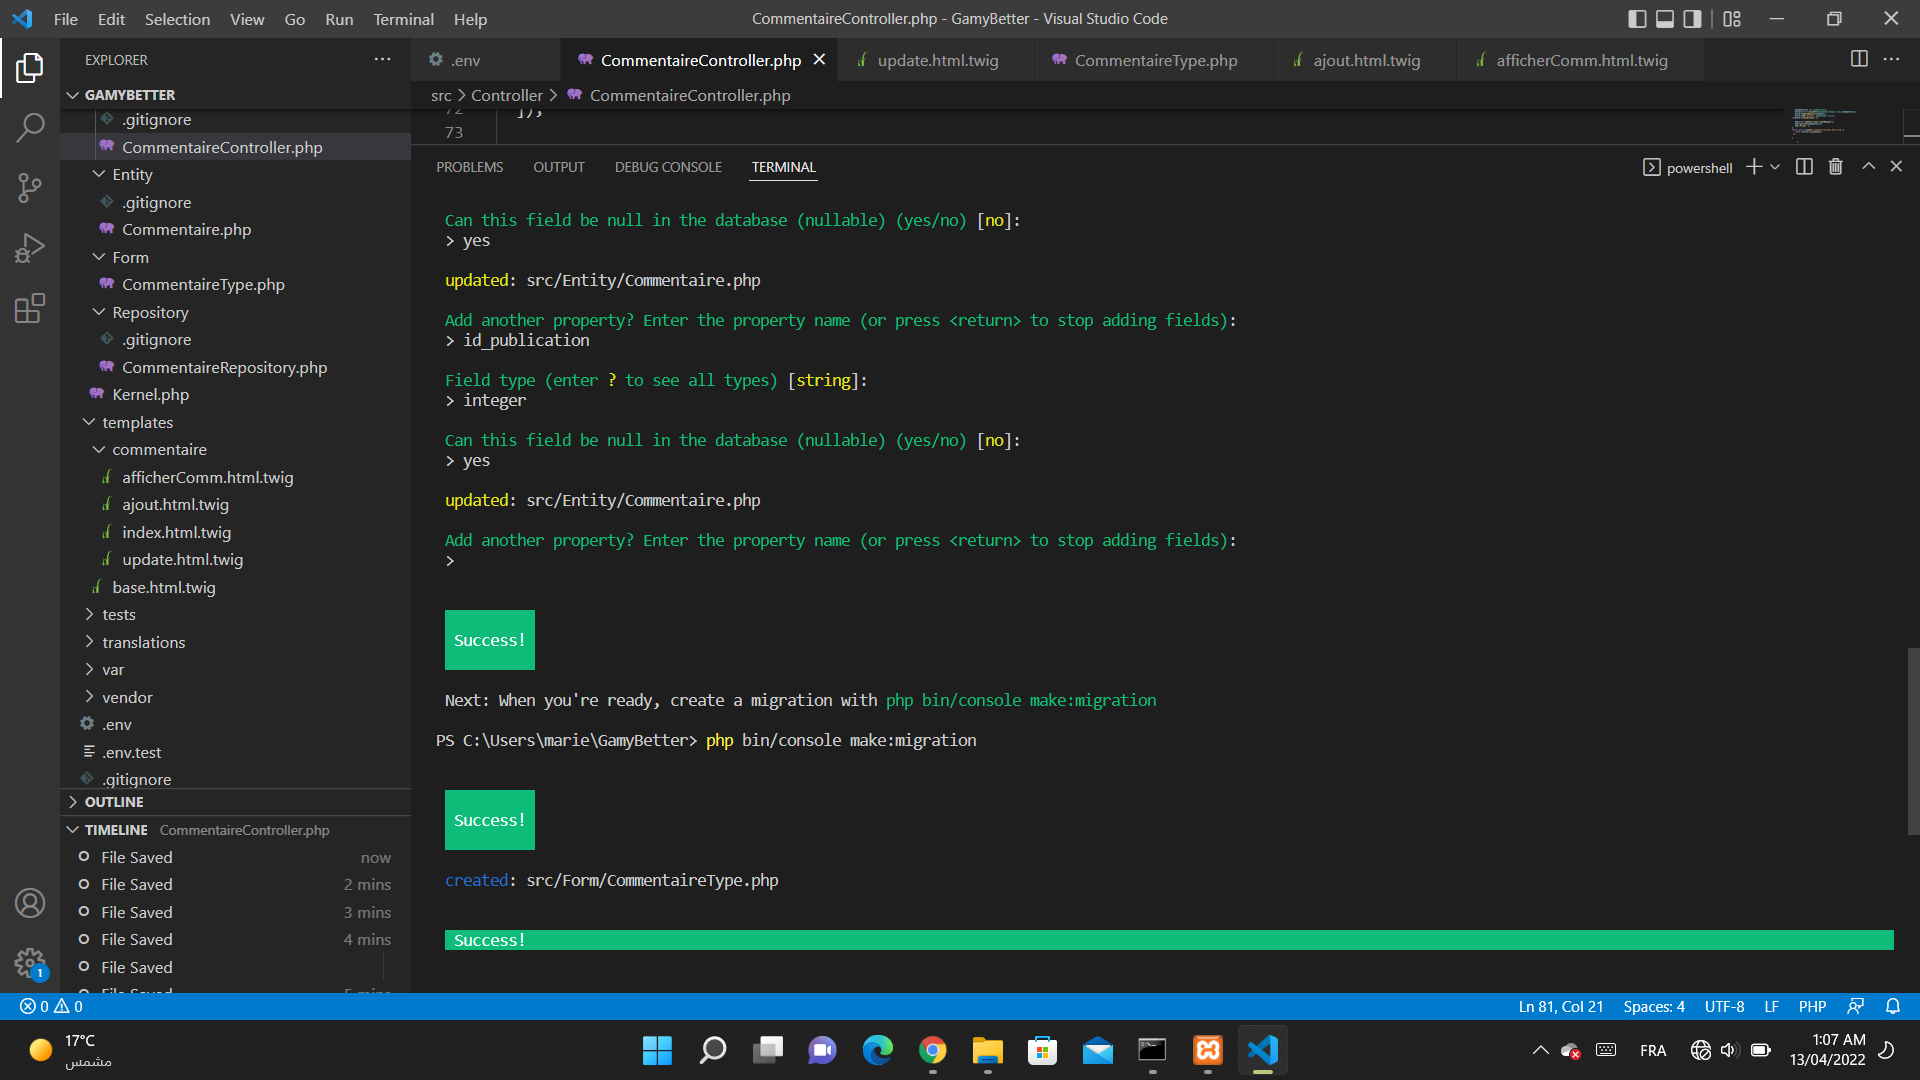 File Edit Selection View Go Run Terminal Help
CommentaireController.php - GamyBetter - Visual Studio Code
EXPLORER
.env
CommentaireController.php
update.html.twig
CommentaireType.php
ajout.html.twig
afficherComm.html.twig
src > Controller > CommentaireController.php
GAMYBETTER
.gitignore
CommentaireController.php
Entity
.gitignore
Commentaire.php
Form
CommentaireType.php
Repository
.gitignore
CommentaireRepository.php
Kernel.php
templates
commentaire
afficherComm.html.twig
ajout.html.twig
index.html.twig
update.html.twig
base.html.twig
tests
translations
var
vendor
.env
.env.test
.gitignore
OUTLINE
TIMELINE CommentaireController.php
File Saved now
File Saved 2 mins
File Saved 3 mins
File Saved 4 mins
File Saved
File Saved 5 mins
72 ]);
73
PROBLEMS OUTPUT DEBUG CONSOLE TERMINAL
powershell
Can this field be null in the database (nullable) (yes/no) [no]:
> yes
updated: src/Entity/Commentaire.php
Add another property? Enter the property name (or press <return> to stop adding fields):
> id_publication
Field type (enter ? to see all types) [string]:
> integer
Can this field be null in the database (nullable) (yes/no) [no]:
> yes
updated: src/Entity/Commentaire.php
Add another property? Enter the property name (or press <return> to stop adding fields):
>
Success!
Next: When you're ready, create a migration with php bin/console make:migration
PS C:\Users\marie\GamyBetter> php bin/console make:migration
Success!
created: src/Form/CommentaireType.php
Success!
0 0
Ln 81, Col 21 Spaces: 4 UTF-8 LF PHP
1
17°C
مشمس
FRA
1:07 AM
13/04/2022